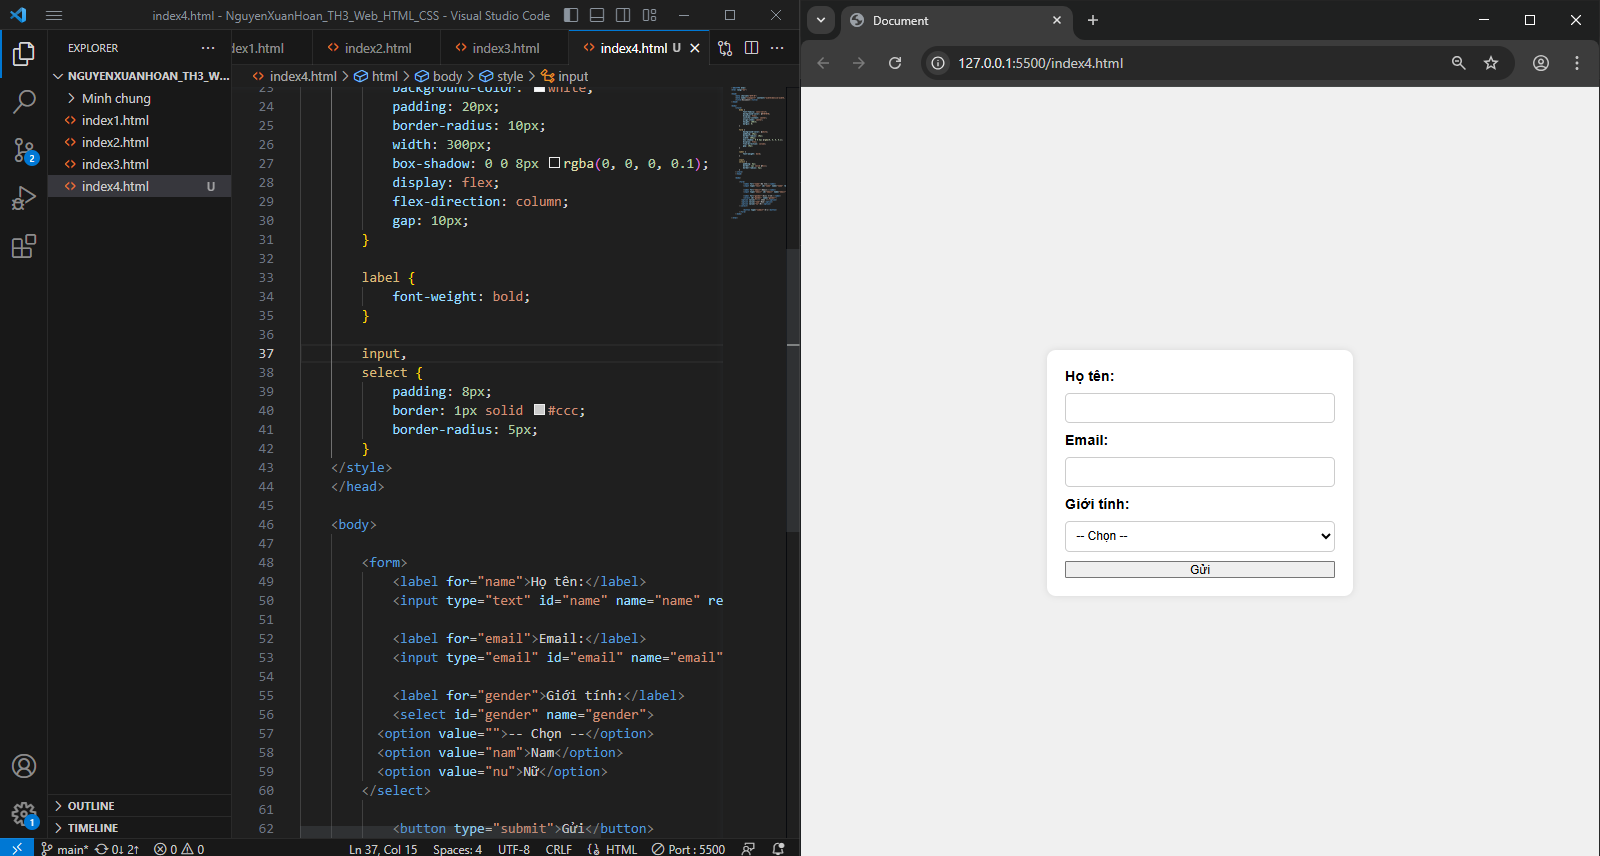 index4.html - NguyenXuanHoan_TH3_Web_HTML_CSS - Visual Studio Code
EXPLORER
NGUYENXUANHOAN_TH3_W...
Minh chung
index1.html
index2.html
index3.html
index4.html U
OUTLINE
TIMELINE
dex1.html index2.html index3.html index4.html U
index4.html > html > body > style > input
23 background-color: white;
24 padding: 20px;
25 border-radius: 10px;
26 width: 300px;
27 box-shadow: 0 0 8px rgba(0, 0, 0, 0.1);
28 display: flex;
29 flex-direction: column;
30 gap: 10px;
31 }
32
33 label {
34 font-weight: bold;
35 }
36
37 input,
38 select {
39 padding: 8px;
40 border: 1px solid #ccc;
41 border-radius: 5px;
42 }
43 </style>
44 </head>
45
46 <body>
47
48 <form>
49 <label for="name">Họ tên:</label>
50 <input type="text" id="name" name="name" re
51
52 <label for="email">Email:</label>
53 <input type="email" id="email" name="email"
54
55 <label for="gender">Giới tính:</label>
56 <select id="gender" name="gender">
57 <option value="">-- Chọn --</option>
58 <option value="nam">Nam</option>
59 <option value="nu">Nữ</option>
60 </select>
61
62 <button type="submit">Gửi</button>
2
1
main* 0↓ 2↑ 0 0 Ln 37, Col 15 Spaces: 4 UTF-8 CRLF {} HTML Port : 5500
Document
127.0.0.1:5500/index4.html
Họ tên:
Email:
Giới tính:
-- Chọn --
Gửi